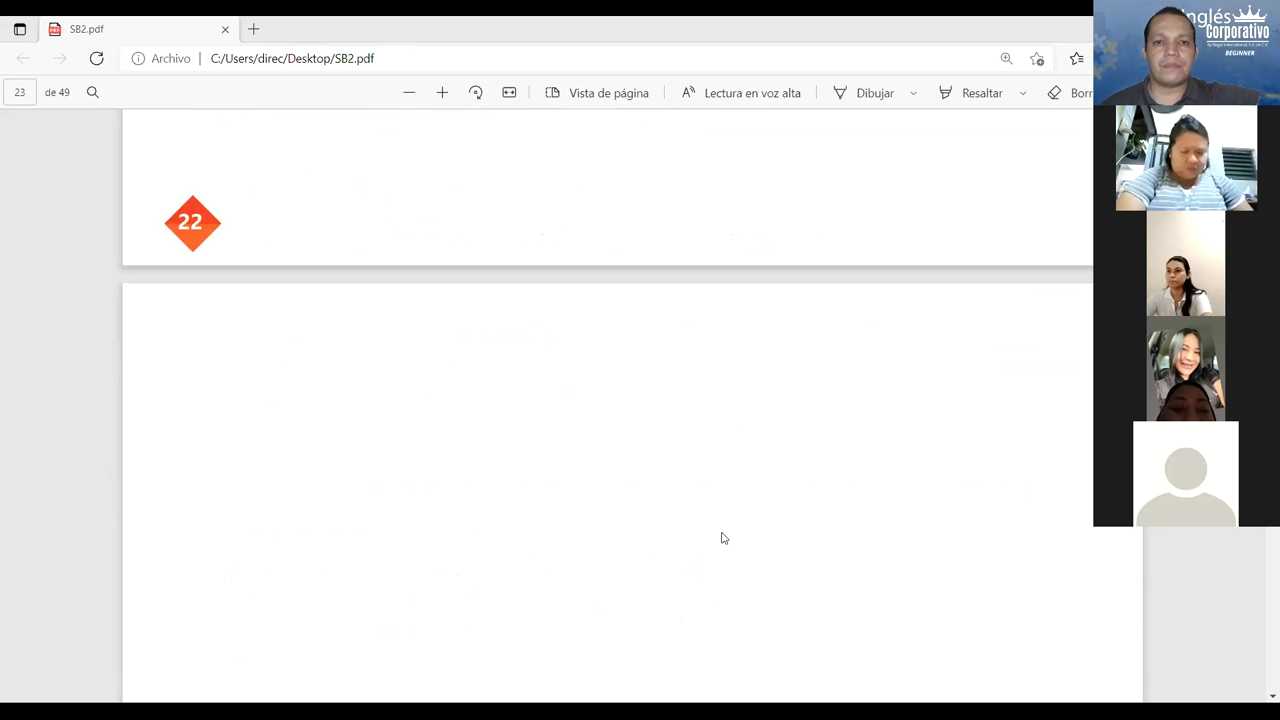 SB2.pdf
Archivo C:/Users/direc/Desktop/SB2.pdf
23 de 49 Vista de página Lectura en voz alta Dibujar Resaltar Borr
22
Inglés
Corporativo
BEGINNER